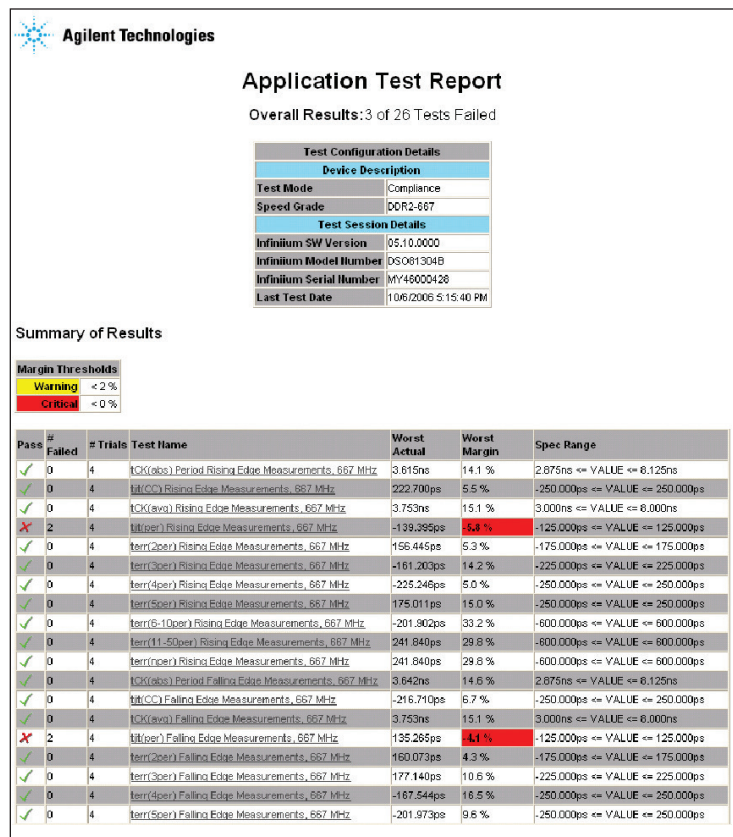 Agilent Technologies
Application Test Report
Overall Results:3 of 26 Tests Failed
Test Configuration Details
Device Description
Test Mode Compliance
Speed Grade DDR2-667
Test Session Details
Infiniium SW Version 05.10.0000
Infiniium Model Number DSO81304B
Infiniium Serial Number MY46000428
Last Test Date 10/6/2006 5:15:40 PM
Summary of Results
Margin Thresholds
Warning < 2 %
Critical < 0 %
Pass # Failed # Trials Test Name Worst Actual Worst Margin Spec Range
0 4 tCK(abs) Period Rising Edge Measurements, 667 MHz 3.615ns 14.1 % 2.875ns <= VALUE <= 8.125ns
0 4 tjit(CC) Rising Edge Measurements, 667 MHz 222.700ps 5.5 % -250.000ps <= VALUE <= 250.000ps
0 4 tCK(avg) Rising Edge Measurements, 667 MHz 3.753ns 15.1 % 3.000ns <= VALUE <= 8.000ns
2 4 tjit(per) Rising Edge Measurements, 667 MHz -139.395ps -5.8 % -125.000ps <= VALUE <= 125.000ps
0 4 terr(2per) Rising Edge Measurements, 667 MHz 156.445ps 5.3 % -175.000ps <= VALUE <= 175.000ps
0 4 terr(3per) Rising Edge Measurements, 667 MHz -161.203ps 14.2 % -225.000ps <= VALUE <= 225.000ps
0 4 terr(4per) Rising Edge Measurements, 667 MHz -225.246ps 5.0 % -250.000ps <= VALUE <= 250.000ps
0 4 terr(5per) Rising Edge Measurements, 667 MHz 175.011ps 15.0 % -250.000ps <= VALUE <= 250.000ps
0 4 terr(6-10per) Rising Edge Measurements, 667 MHz -201.902ps 33.2 % -600.000ps <= VALUE <= 600.000ps
0 4 terr(11-50per) Rising Edge Measurements, 667 MHz 241.840ps 29.8 % -600.000ps <= VALUE <= 600.000ps
0 4 terr(nper) Rising Edge Measurements, 667 MHz 241.840ps 29.8 % -600.000ps <= VALUE <= 600.000ps
0 4 tCK(abs) Period Falling Edge Measurements, 667 MHz 3.642ns 14.6 % 2.875ns <= VALUE <= 8.125ns
0 4 tjit(CC) Falling Edge Measurements, 667 MHz -216.710ps 6.7 % -250.000ps <= VALUE <= 250.000ps
0 4 tCK(avg) Falling Edge Measurements, 667 MHz 3.753ns 15.1 % 3.000ns <= VALUE <= 8.000ns
2 4 tjit(per) Falling Edge Measurements, 667 MHz 135.265ps -4.1 % -125.000ps <= VALUE <= 125.000ps
0 4 terr(2per) Falling Edge Measurements, 667 MHz 160.073ps 4.3 % -175.000ps <= VALUE <= 175.000ps
0 4 terr(3per) Falling Edge Measurements, 667 MHz 177.140ps 10.6 % -225.000ps <= VALUE <= 225.000ps
0 4 terr(4per) Falling Edge Measurements, 667 MHz -167.544ps 16.5 % -250.000ps <= VALUE <= 250.000ps
0 4 terr(5per) Falling Edge Measurements, 667 MHz -201.973ps 9.6 % -250.000ps <= VALUE <= 250.000ps